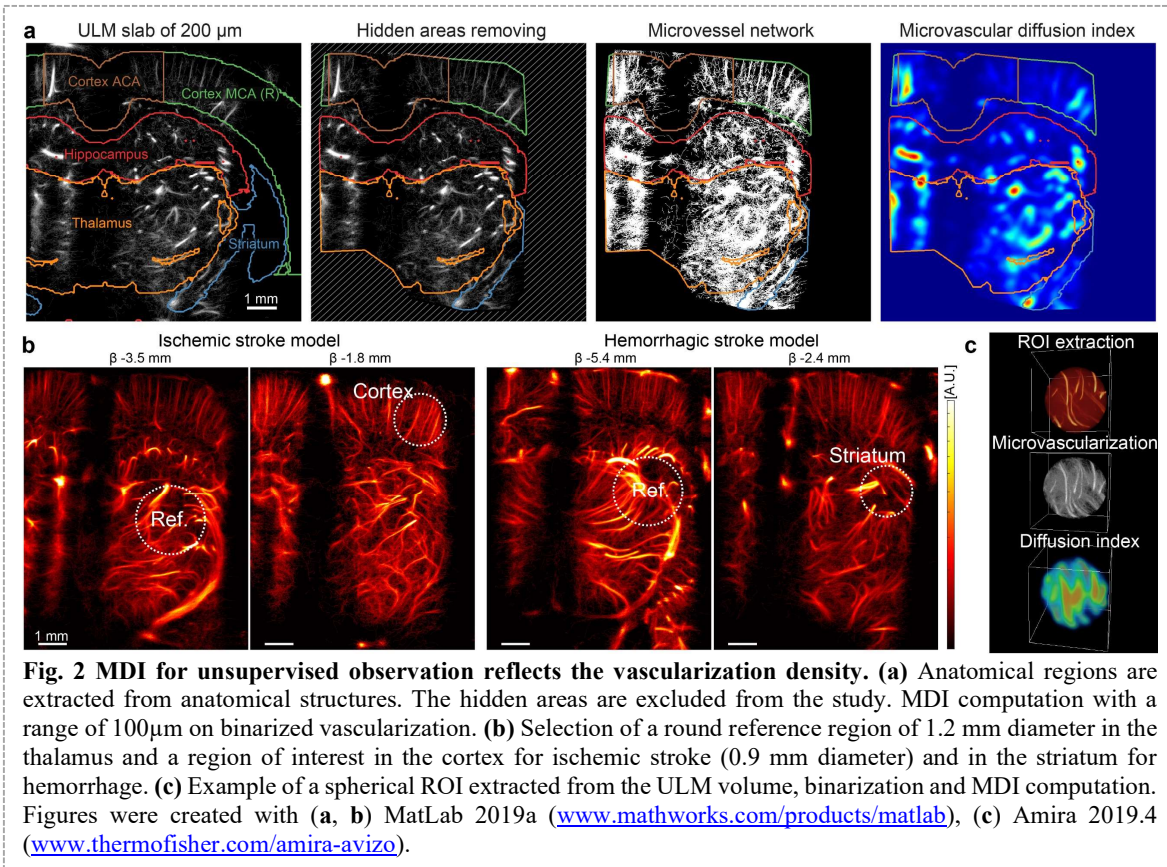 a
ULM slab of 200 µm
Hidden areas removing
Microvessel network
Microvascular diffusion index
Cortex ACA
Cortex MCA (R)
Hippocampus
Thalamus
Striatum
1 mm
b
Ischemic stroke model
Hemorrhagic stroke model
β -3.5 mm
β -1.8 mm
β -5.4 mm
β -2.4 mm
Cortex
Ref.
Ref.
Striatum
1 mm
[A.U.]
c
ROI extraction
Microvascularization
Diffusion index
Fig. 2 MDI for unsupervised observation reflects the vascularization density. (a) Anatomical regions are
extracted from anatomical structures. The hidden areas are excluded from the study. MDI computation with a
range of 100µm on binarized vascularization. (b) Selection of a round reference region of 1.2 mm diameter in the
thalamus and a region of interest in the cortex for ischemic stroke (0.9 mm diameter) and in the striatum for
hemorrhage. (c) Example of a spherical ROI extracted from the ULM volume, binarization and MDI computation.
Figures were created with (a, b) MatLab 2019a (www.mathworks.com/products/matlab), (c) Amira 2019.4
(www.thermofisher.com/amira-avizo).